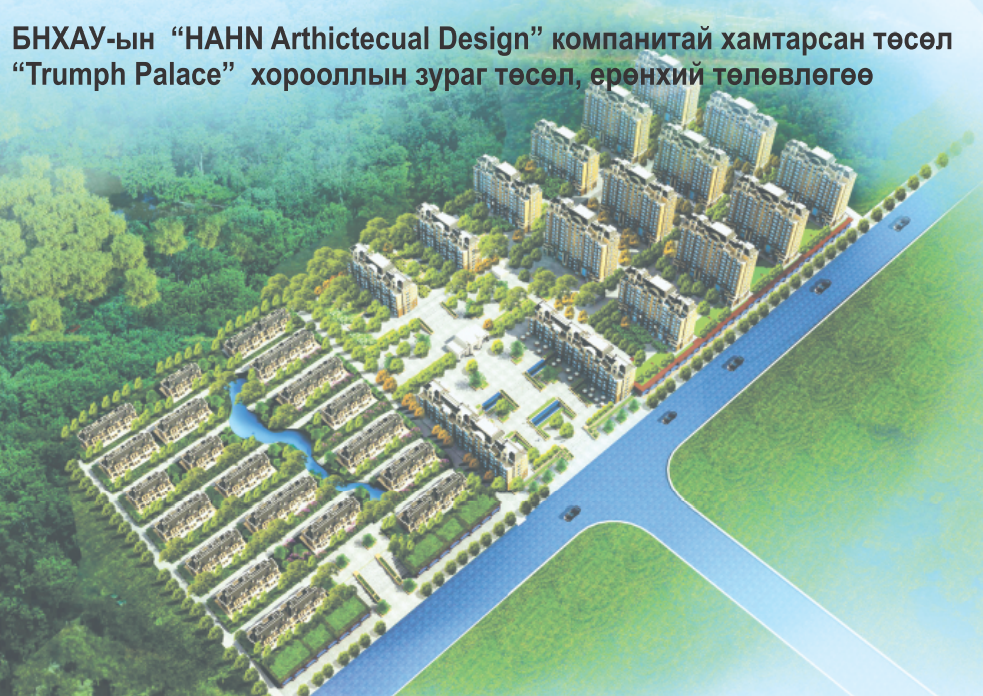 БНХАУ-ын “HAHN Arthictecual Design” компанитай хамтарсан төсөл
“Trumph Palace” хорооллын зураг төсөл, ерөнхий төлөвлөгөө